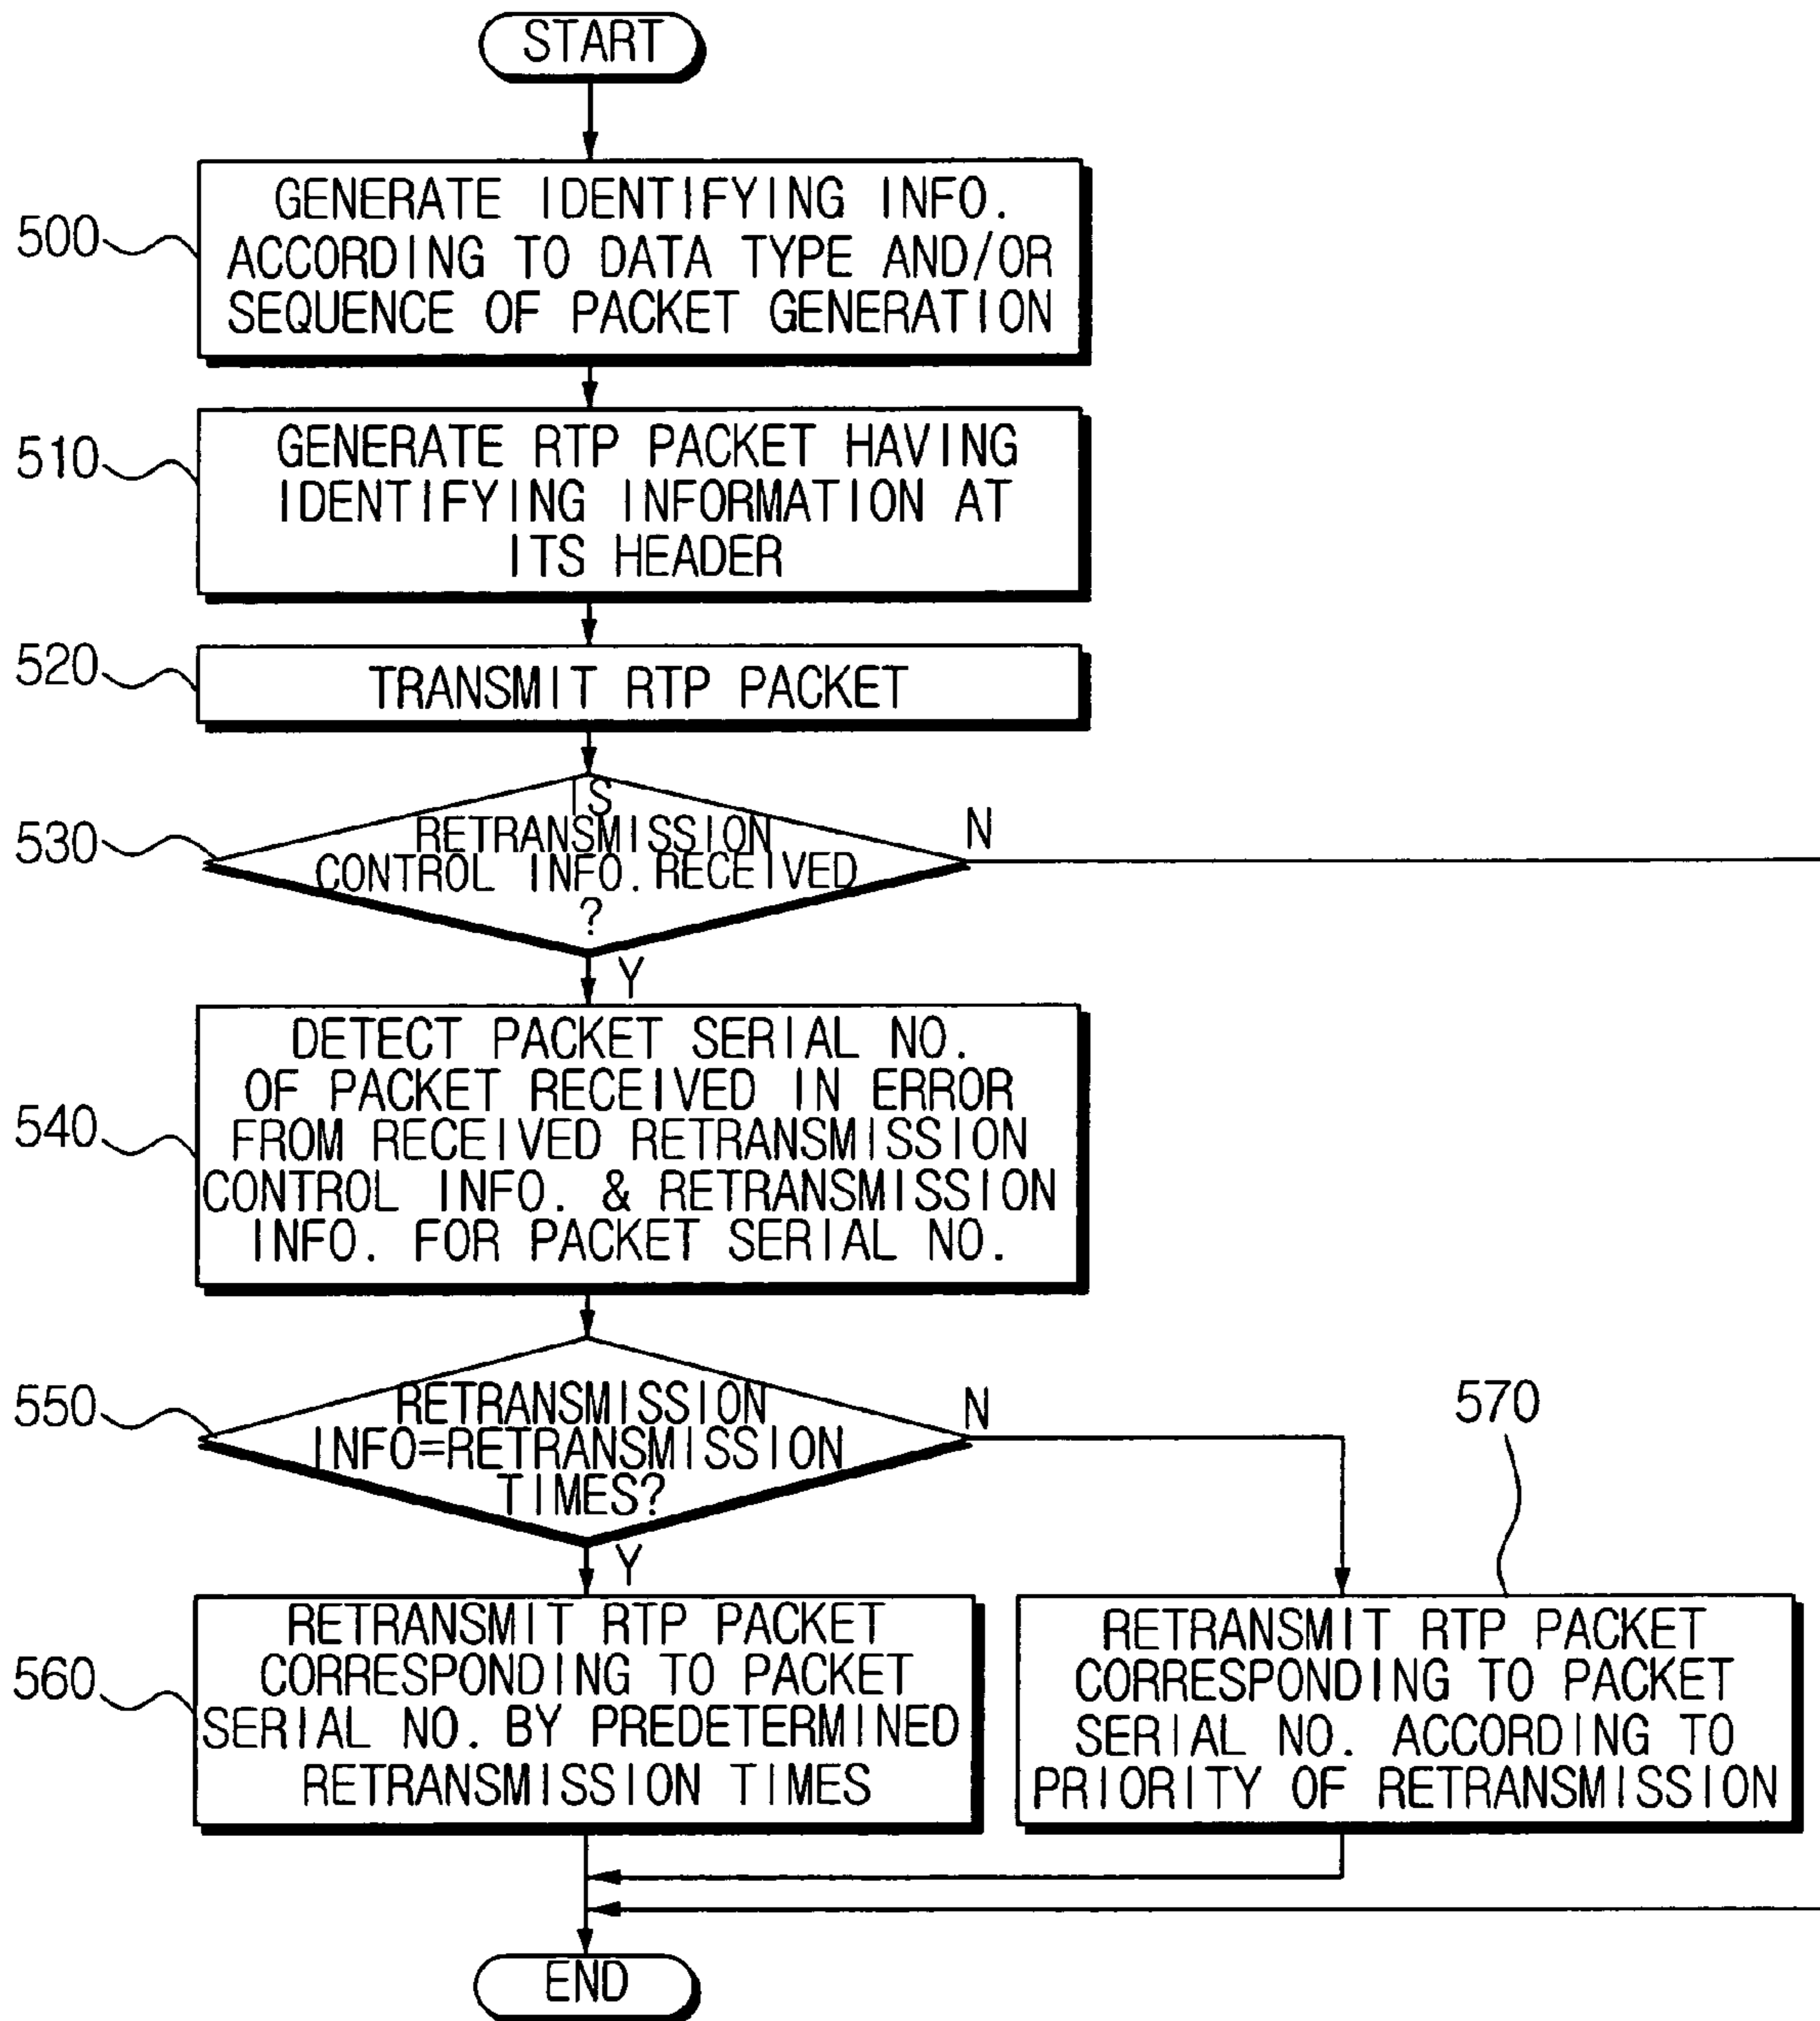 START
500
GENERATE IDENTIFYING INFO.
ACCORDING TO DATA TYPE AND/OR
SEQUENCE OF PACKET GENERATION
510
GENERATE RTP PACKET HAVING
IDENTIFYING INFORMATION AT
ITS HEADER
520
TRANSMIT RTP PACKET
530
IS
RETRANSMISSION
CONTROL INFO. RECEIVED
?
N
Y
540
DETECT PACKET SERIAL NO.
OF PACKET RECEIVED IN ERROR
FROM RECEIVED RETRANSMISSION
CONTROL INFO. & RETRANSMISSION
INFO. FOR PACKET SERIAL NO.
550
RETRANSMISSION
INFO=RETRANSMISSION
TIMES?
N
Y
560
RETRANSMIT RTP PACKET
CORRESPONDING TO PACKET
SERIAL NO. BY PREDETERMINED
RETRANSMISSION TIMES
570
RETRANSMIT RTP PACKET
CORRESPONDING TO PACKET
SERIAL NO. ACCORDING TO
PRIORITY OF RETRANSMISSION
END